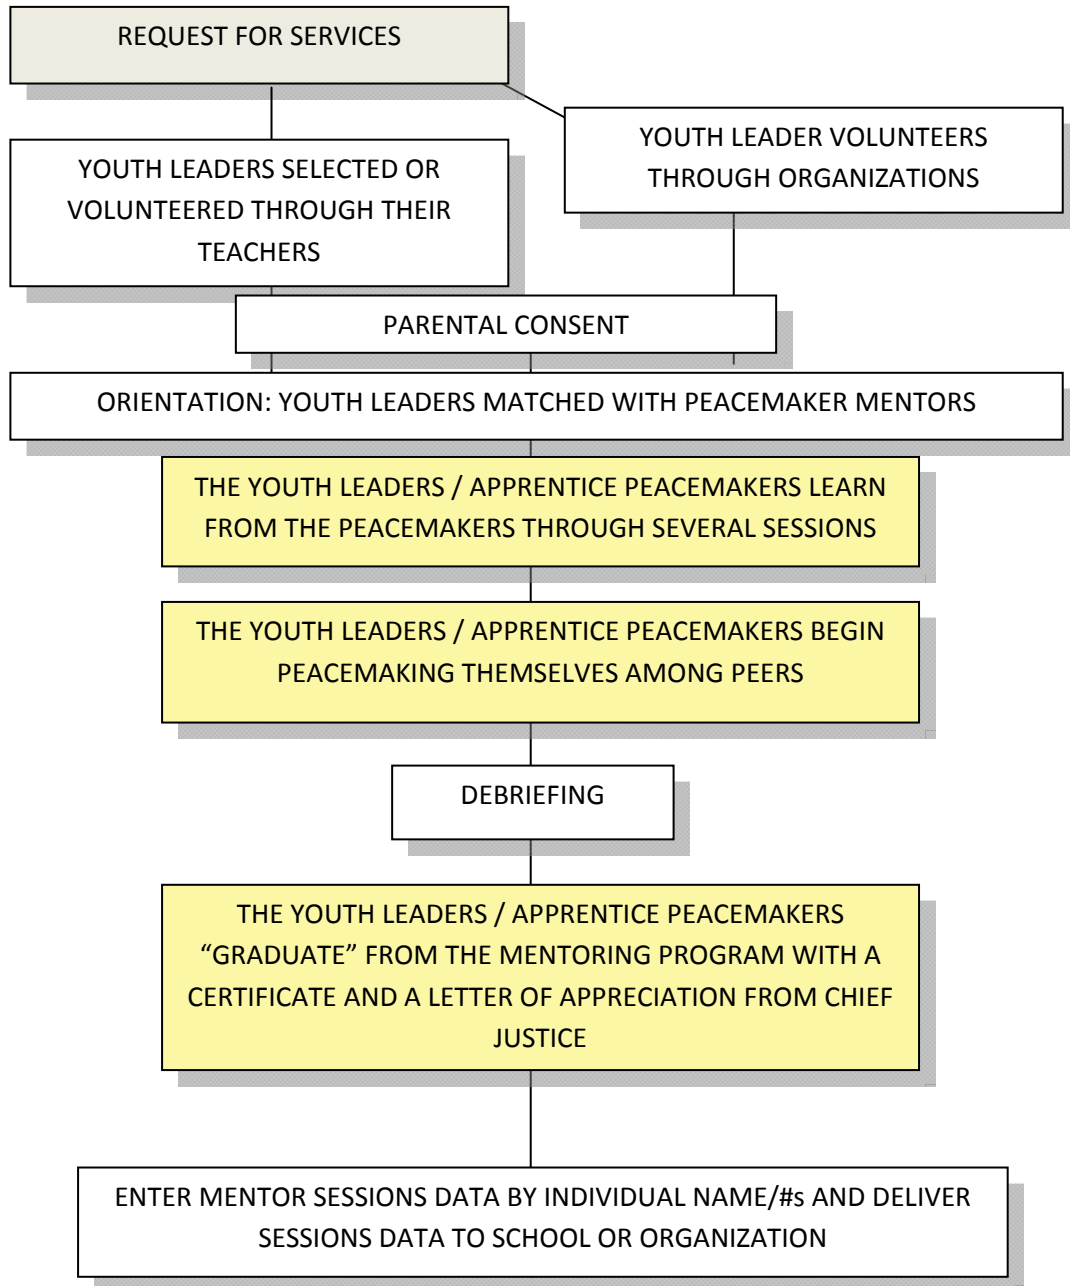 REQUEST FOR SERVICES
YOUTH LEADERS SELECTED OR
VOLUNTEERED THROUGH THEIR
TEACHERS
YOUTH LEADER VOLUNTEERS
THROUGH ORGANIZATIONS
PARENTAL CONSENT
ORIENTATION: YOUTH LEADERS MATCHED WITH PEACEMAKER MENTORS
THE YOUTH LEADERS / APPRENTICE PEACEMAKERS LEARN
FROM THE PEACEMAKERS THROUGH SEVERAL SESSIONS
THE YOUTH LEADERS / APPRENTICE PEACEMAKERS BEGIN
PEACEMAKING THEMSELVES AMONG PEERS
DEBRIEFING
THE YOUTH LEADERS / APPRENTICE PEACEMAKERS
“GRADUATE” FROM THE MENTORING PROGRAM WITH A
CERTIFICATE AND A LETTER OF APPRECIATION FROM CHIEF
JUSTICE
ENTER MENTOR SESSIONS DATA BY INDIVIDUAL NAME/#s AND DELIVER
SESSIONS DATA TO SCHOOL OR ORGANIZATION